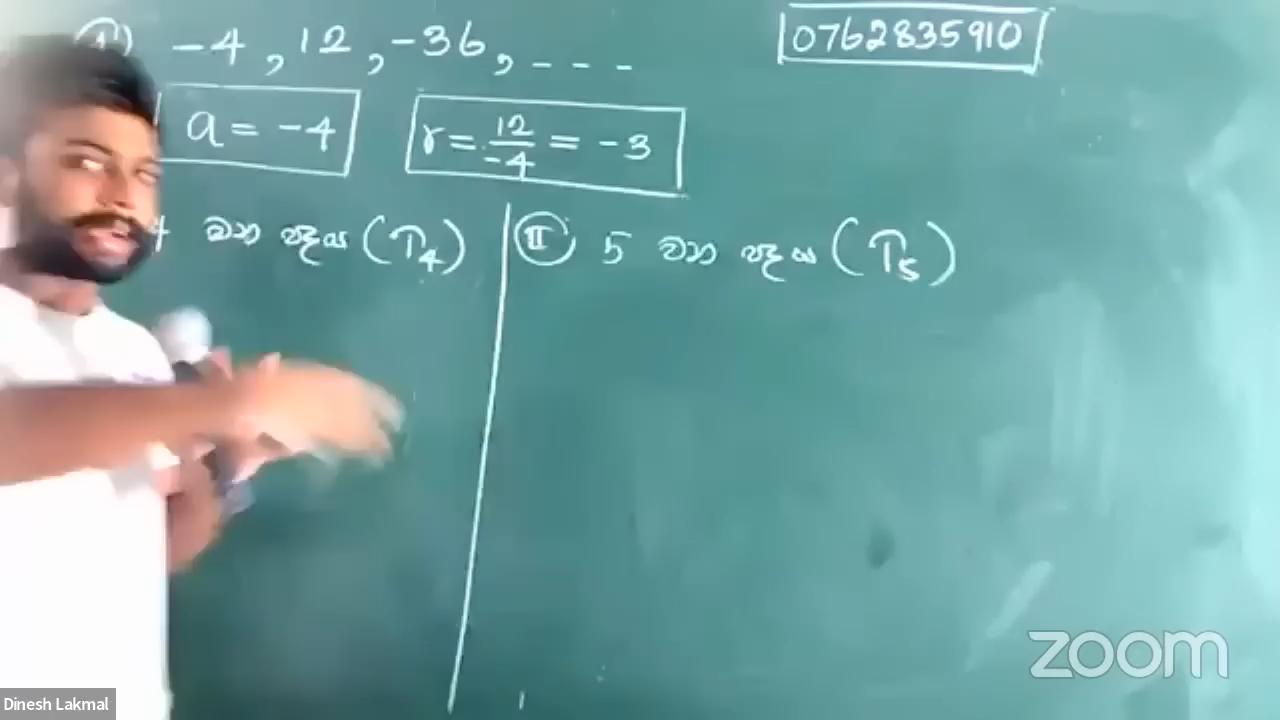 -4, 12, -36, - - -
0762835910
a = -4
r = 12/-4 = -3
4 වන පදය (T₄)
II 5 වන පදය (T₅)
zoom
Dinesh Lakmal